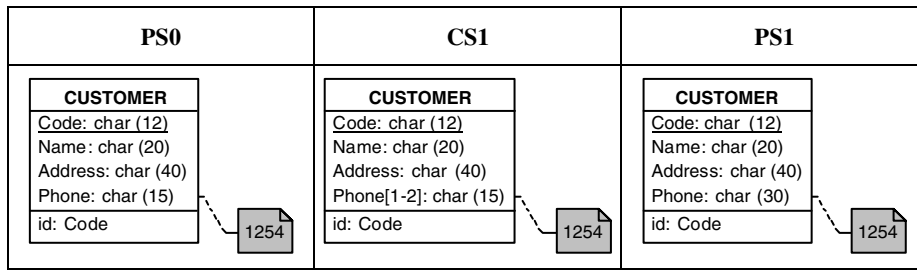 PS0
CS1
PS1
CUSTOMER
Code: char (12)
Name: char (20)
Address: char (40)
Phone: char (15)
id: Code
1254
CUSTOMER
Code: char (12)
Name: char (20)
Address: char (40)
Phone[1-2]: char (15)
id: Code
1254
CUSTOMER
Code: char (12)
Name: char (20)
Address: char (40)
Phone: char (30)
id: Code
1254